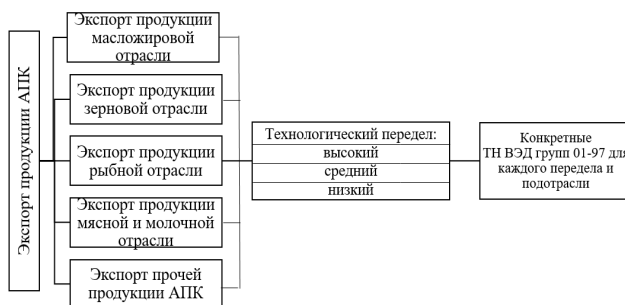 Экспорт продукции АПК
Экспорт продукции
масложировой
отрасли
Экспорт продукции
зерновой отрасли
Экспорт продукции
рыбной отрасли
Экспорт продукции
мясной и молочной
отрасли
Экспорт прочей
продукции АПК
Технологический передел:
высокий
средний
низкий
Конкретные
ТН ВЭД групп 01-97 для
каждого передела и
подотрасли